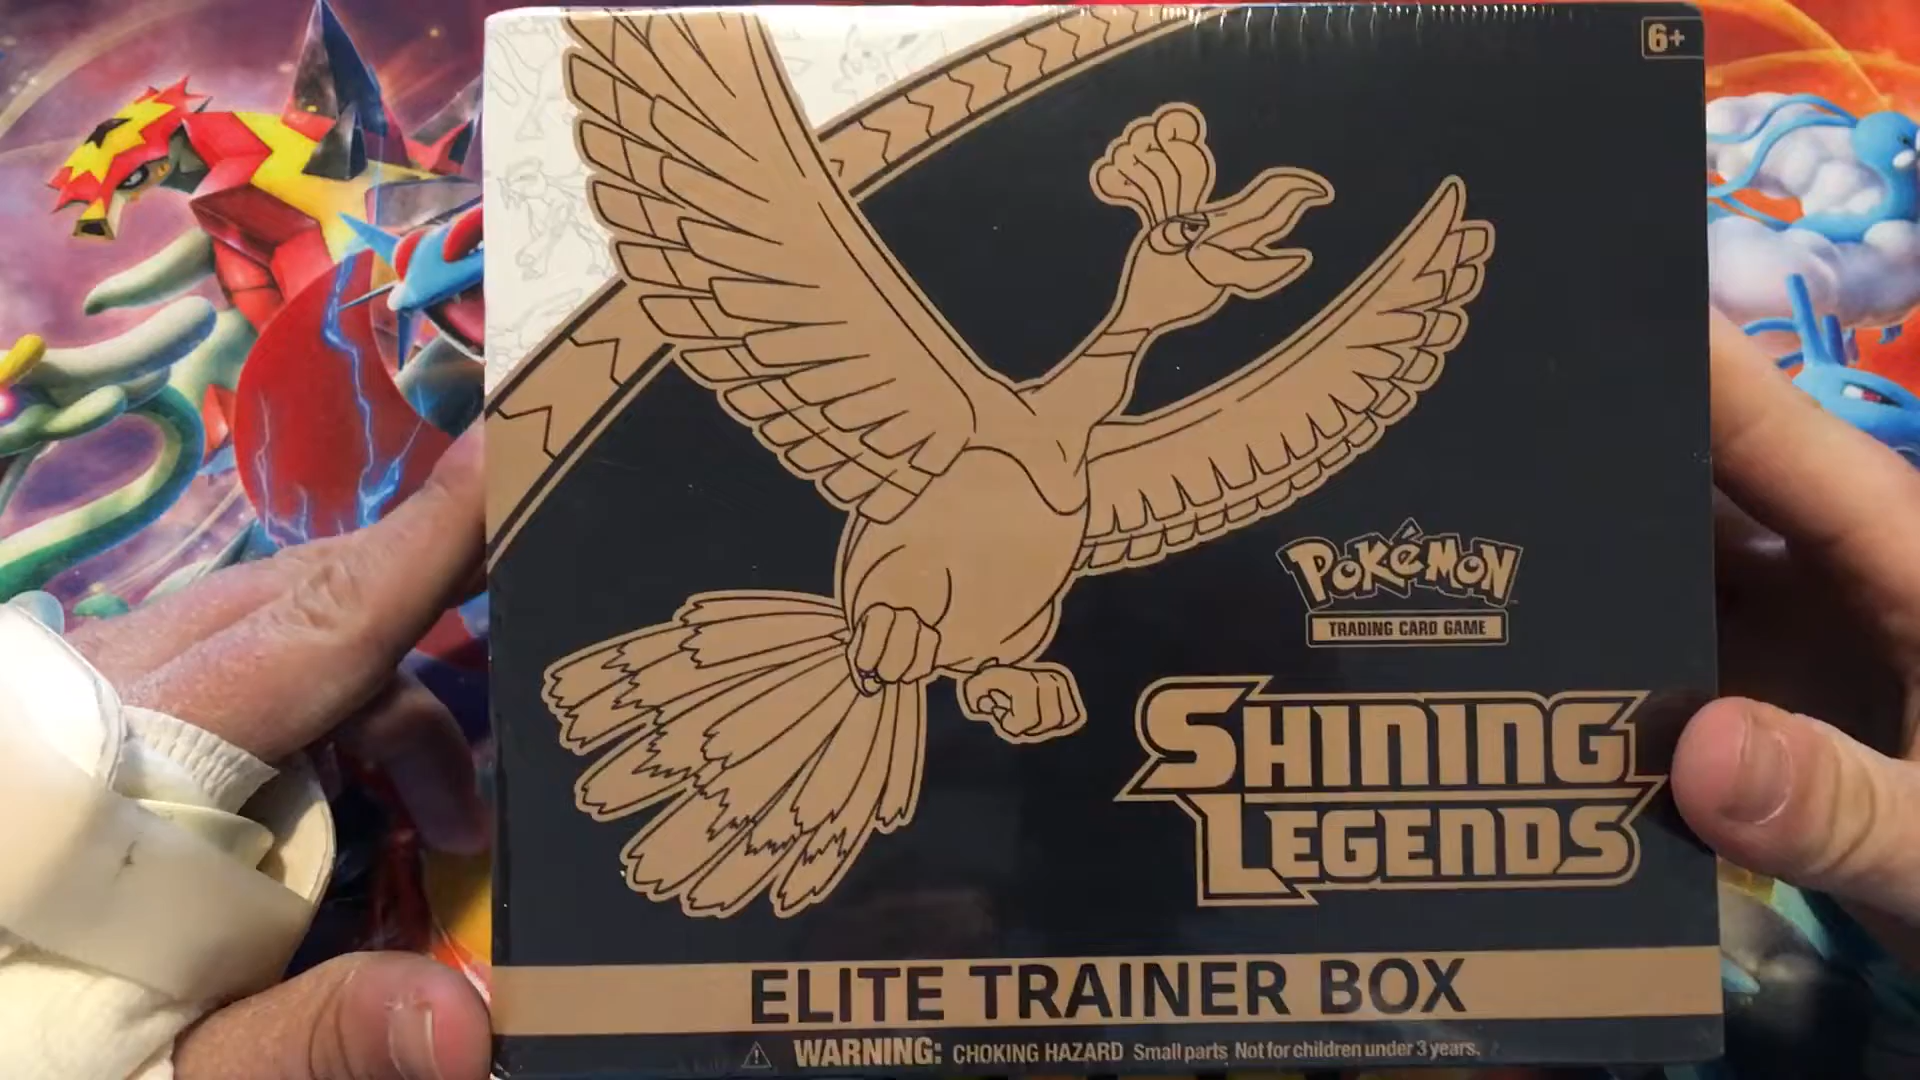 6+
POKéMON
TRADING CARD GAME
SHINING
LEGENDS
ELITE TRAINER BOX
WARNING: CHOKING HAZARD Small parts Not for children under 3 years.